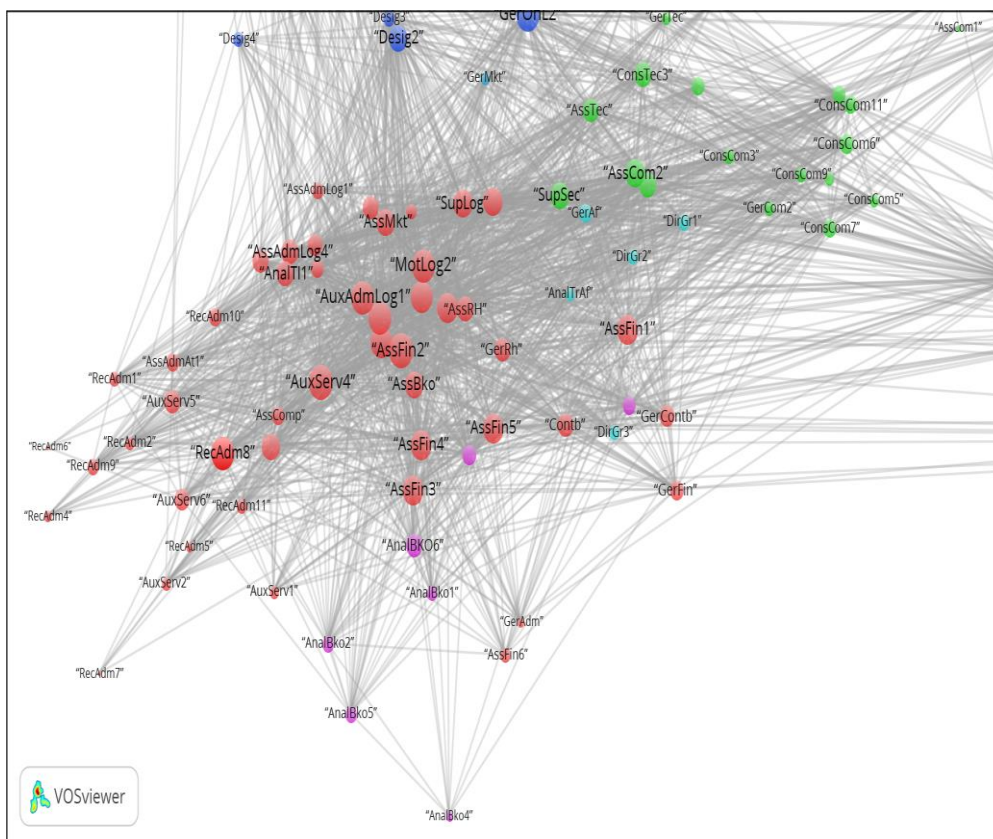 “Desig3”
“GerOnL2”
“GerTec”
“AssCom1”
“Desig4”
“Desig2”
“GerMkt”
“ConsTec3”
“AssTec”
“ConsCom11”
“ConsCom6”
“ConsCom3”
“ConsCom9”
“AssCom2”
“AssAdmLog1”
“SupLog”
“SupSec”
“ConsCom5”
“GerCom2”
“GerAf”
“AssMkt”
“DirGr1”
“ConsCom7”
“AssAdmLog4”
“DirGr2”
“MotLog2”
“AnalTI1”
“AuxAdmLog1”
“AnalTrAf”
“AssRH”
“RecAdm10”
“AssFin1”
“AssFin2”
“GerRh”
“AssAdmAt1”
“RecAdm1”
“AuxServ4”
“AssBko”
“AuxServ5”
“AssComp”
“GerContb”
“Contb”
“AssFin5”
“DirGr3”
“RecAdm6”
“RecAdm2”
“AssFin4”
“RecAdm8”
“RecAdm9”
“AssFin3”
“GerFin”
“AuxServ6”
“RecAdm11”
“RecAdm4”
“RecAdm5”
“AnalBKO6”
“AuxServ2”
“AuxServ1”
“AnalBko1”
“GerAdm”
“AnalBko2”
“AssFin6”
“RecAdm7”
“AnalBko5”
VOSviewer
“AnalBko4”